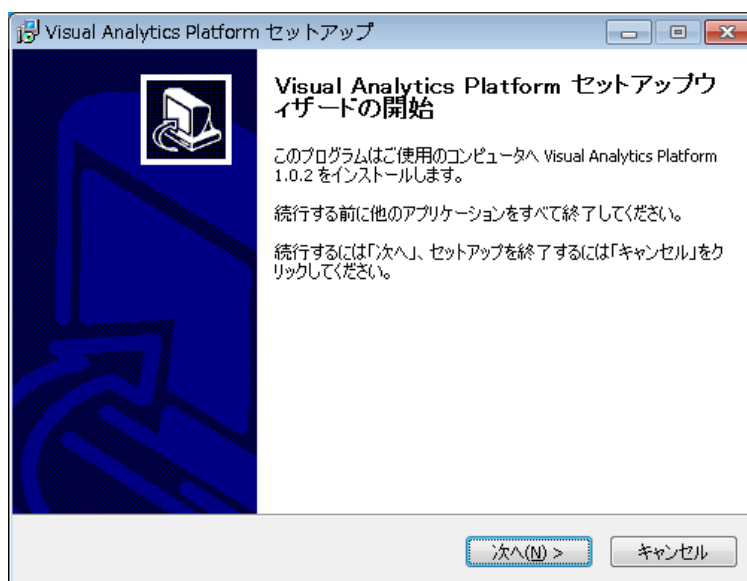 Visual Analytics Platform セットアップ
Visual Analytics Platform セットアップウ
ィザードの開始
このプログラムはご使用のコンピュータへ Visual Analytics Platform
1.0.2 をインストールします。
続行する前に他のアプリケーションをすべて終了してください。
続行するには「次へ」、セットアップを終了するには「キャンセル」をク
リックしてください。
次へ(N) >
キャンセル